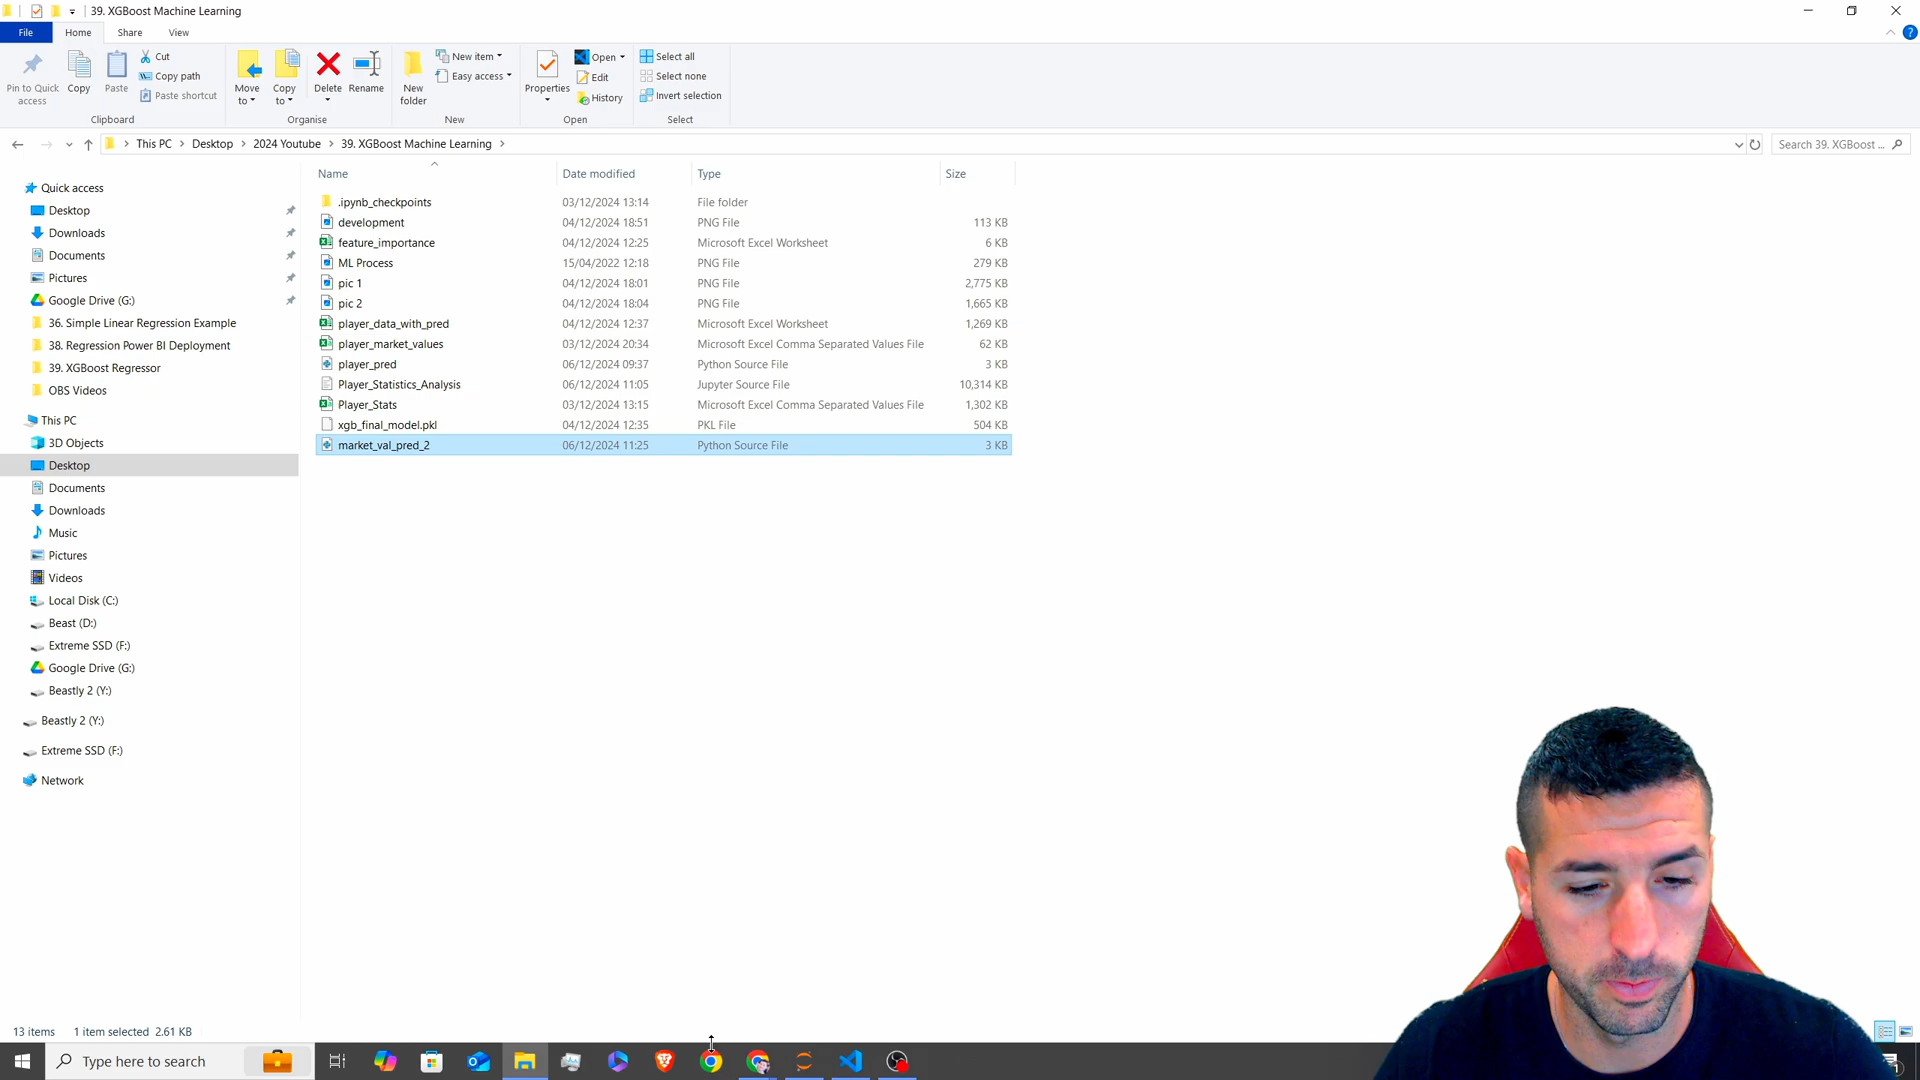 39. XGBoost Machine Learning
File Home Share View
Pin to Quick access
Copy
Paste
Cut
Copy path
Paste shortcut
Clipboard
Move to
Copy to
Delete
Rename
Organise
New folder
New item
Easy access
New
Properties
Open
Edit
History
Open
Select all
Select none
Invert selection
Select
This PC Desktop 2024 Youtube 39. XGBoost Machine Learning
Search 39. XGBoost ...
Name Date modified Type Size
.ipynb_checkpoints 03/12/2024 13:14 File folder
development 04/12/2024 18:51 PNG File 113 KB
feature_importance 04/12/2024 12:25 Microsoft Excel Worksheet 6 KB
ML Process 15/04/2022 12:18 PNG File 279 KB
pic 1 04/12/2024 18:01 PNG File 2,775 KB
pic 2 04/12/2024 18:04 PNG File 1,665 KB
player_data_with_pred 04/12/2024 12:37 Microsoft Excel Worksheet 1,269 KB
player_market_values 03/12/2024 20:34 Microsoft Excel Comma Separated Values File 62 KB
player_pred 06/12/2024 09:37 Python Source File 3 KB
Player_Statistics_Analysis 06/12/2024 11:05 Jupyter Source File 10,314 KB
Player_Stats 03/12/2024 13:15 Microsoft Excel Comma Separated Values File 1,302 KB
xgb_final_model.pkl 04/12/2024 12:35 PKL File 504 KB
market_val_pred_2 06/12/2024 11:25 Python Source File 3 KB
Quick access
Desktop
Downloads
Documents
Pictures
Google Drive (G:)
36. Simple Linear Regression Example
38. Regression Power BI Deployment
39. XGBoost Regressor
OBS Videos
This PC
3D Objects
Desktop
Documents
Downloads
Music
Pictures
Videos
Local Disk (C:)
Beast (D:)
Extreme SSD (F:)
Google Drive (G:)
Beastly 2 (Y:)
Beastly 2 (Y:)
Extreme SSD (F:)
Network
13 items 1 item selected 2.61 KB
Type here to search
1